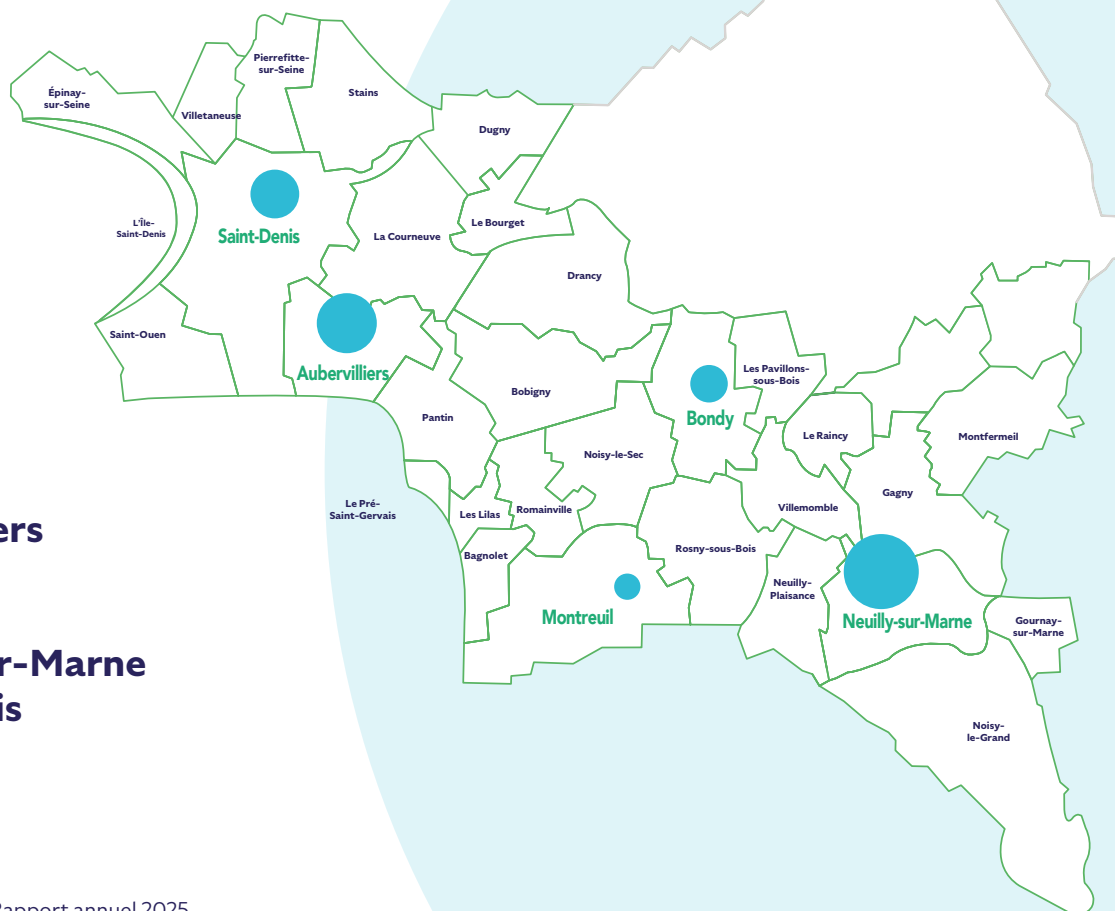 Pierrefitte-
sur-Seine
Épinay-
sur-Seine
Stains
Villetaneuse
Dugny
L'Île-
Saint-Denis
Saint-Denis
La Courneuve
Le Bourget
Drancy
Saint-Ouen
Aubervilliers
Les Pavillons-
sous-Bois
Bobigny
Pantin
Bondy
Le Raincy
Montfermeil
Noisy-le-Sec
Gagny
Le Pré-
Saint-Gervais
Les Lilas
Romainville
Villemomble
ers
Bagnolet
Rosny-sous-Bois
Neuilly-
Plaisance
Montreuil
Neuilly-sur-Marne
Gournay-
sur-Marne
r-Marne
is
Noisy-
le-Grand
Rapport annuel 2025